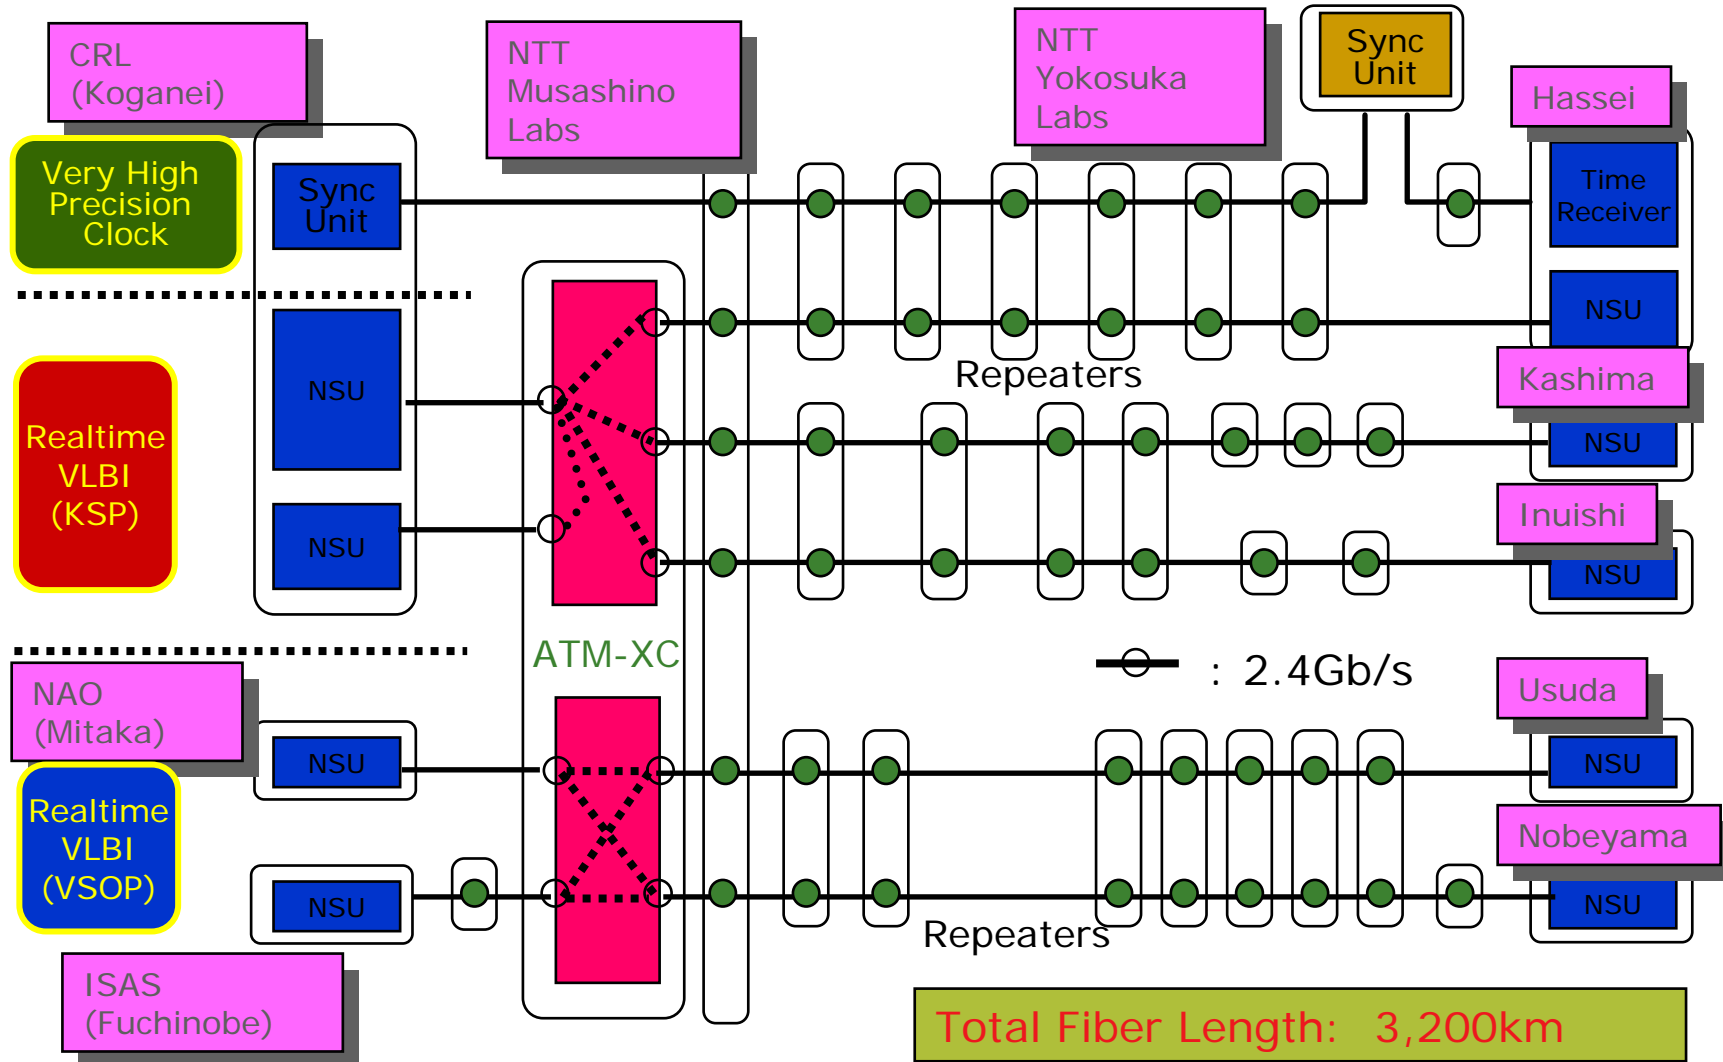 CRL
(Koganei)
NTT
Musashino
Labs
NTT
Yokosuka
Labs
Sync
Unit
Hassei
Very High
Precision
Clock
Sync
Unit
Time
Receiver
NSU
Repeaters
Kashima
NSU
NSU
Realtime
VLBI
(KSP)
Inuishi
NSU
NSU
ATM-XC
: 2.4Gb/s
NAO
(Mitaka)
Usuda
NSU
NSU
Realtime
VLBI
(VSOP)
Nobeyama
NSU
NSU
Repeaters
ISAS
(Fuchinobe)
Total Fiber Length: 3,200km